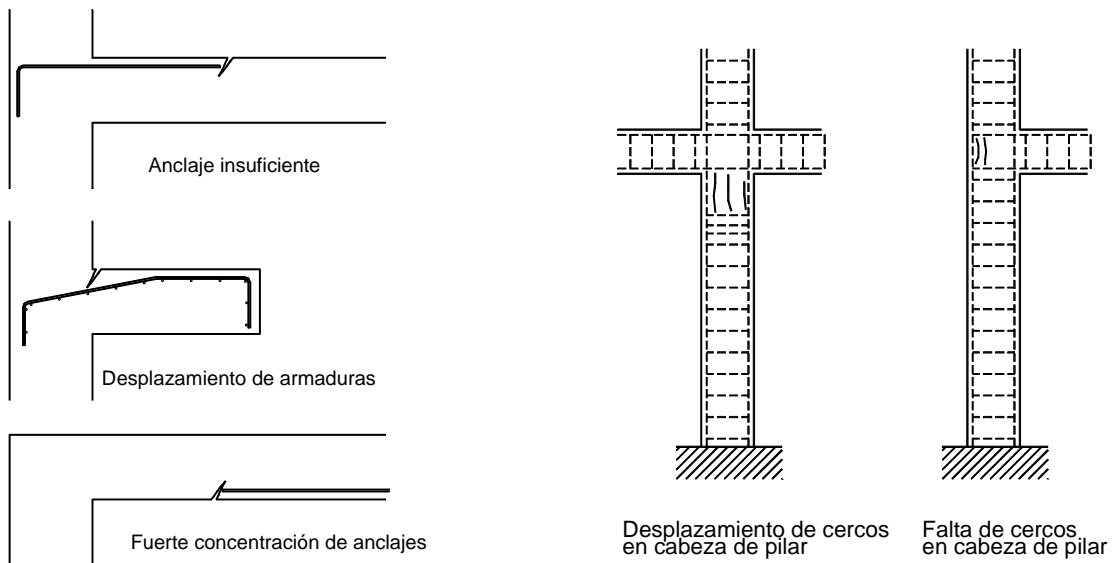 Anclaje insuficiente
Desplazamiento de armaduras
Fuerte concentración de anclajes
Desplazamiento de cercos
en cabeza de pilar
Falta de cercos
en cabeza de pilar